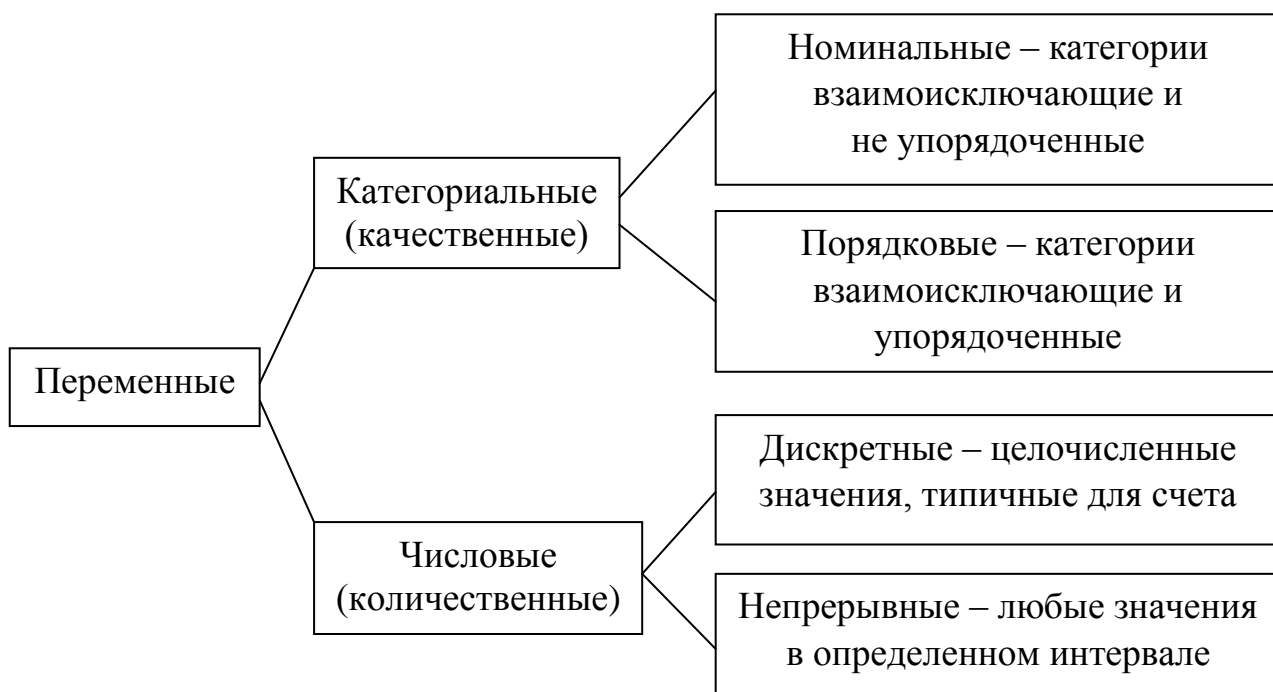 Переменные
Категориальные
(качественные)
Номинальные – категории
взаимоисключающие и
не упорядоченные
Порядковые – категории
взаимоисключающие и
упорядоченные
Числовые
(количественные)
Дискретные – целочисленные
значения, типичные для счета
Непрерывные – любые значения
в определенном интервале